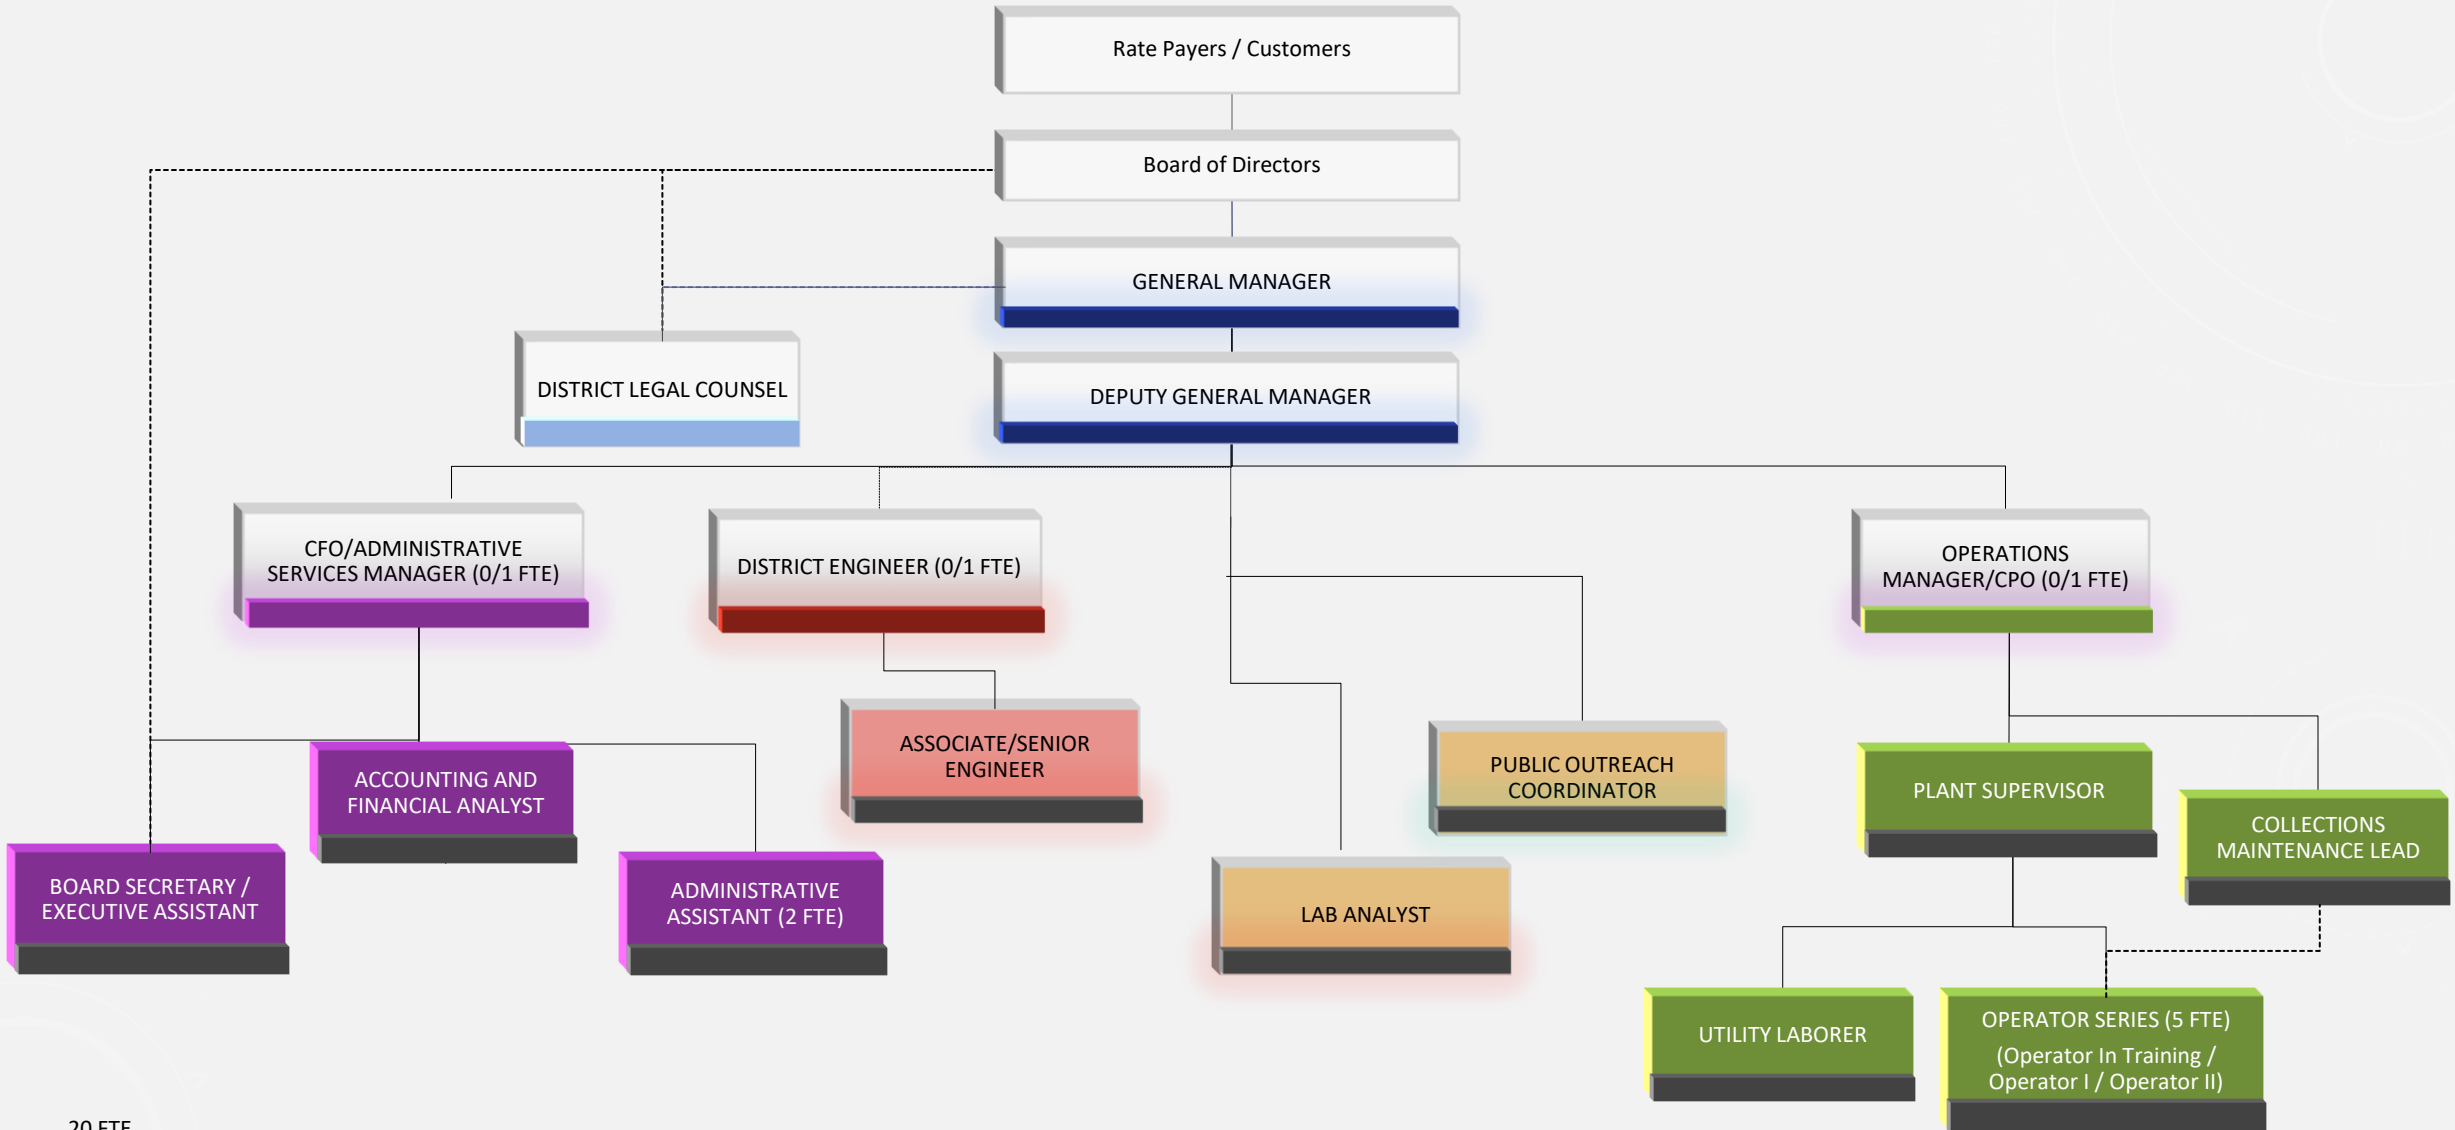 Rate Payers / Customers
Board of Directors
GENERAL MANAGER
DISTRICT LEGAL COUNSEL
DEPUTY GENERAL MANAGER
CFO/ADMINISTRATIVE
SERVICES MANAGER (0/1 FTE)
DISTRICT ENGINEER (0/1 FTE)
OPERATIONS
MANAGER/CPO (0/1 FTE)
ASSOCIATE/SENIOR
ENGINEER
PUBLIC OUTREACH
COORDINATOR
ACCOUNTING AND
FINANCIAL ANALYST
PLANT SUPERVISOR
COLLECTIONS
MAINTENANCE LEAD
BOARD SECRETARY /
EXECUTIVE ASSISTANT
ADMINISTRATIVE
ASSISTANT (2 FTE)
LAB ANALYST
UTILITY LABORER
OPERATOR SERIES (5 FTE)
(Operator In Training /
Operator I / Operator II)
20 FTE